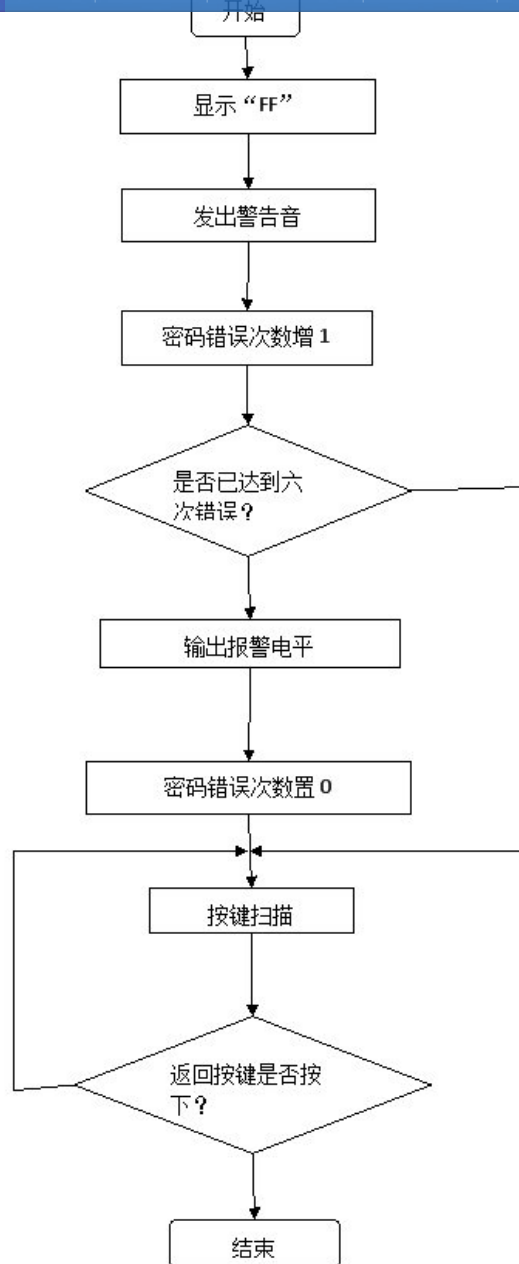 开始
显示“FF”
发出警告音
密码错误次数增 1
是否已达到六
次错误？
输出报警电平
密码错误次数置 0
按键扫描
返回按键是否按
下？
结束